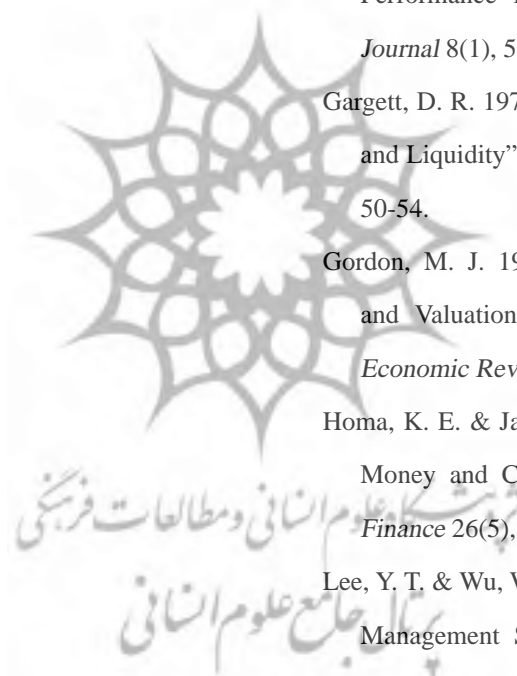 Performance
Journal 8(1), 5
Gargett, D. R. 197
and Liquidity”
50-54.
Gordon, M. J. 19
and Valuation
Economic Rev
Homa, K. E. & Ja
Money and C
پژوهشگاه علوم انسانی و مطالعات فرهنگی
Finance 26(5),
Lee, Y. T. & Wu, W
پرتال جامع علوم انسانی
Management S